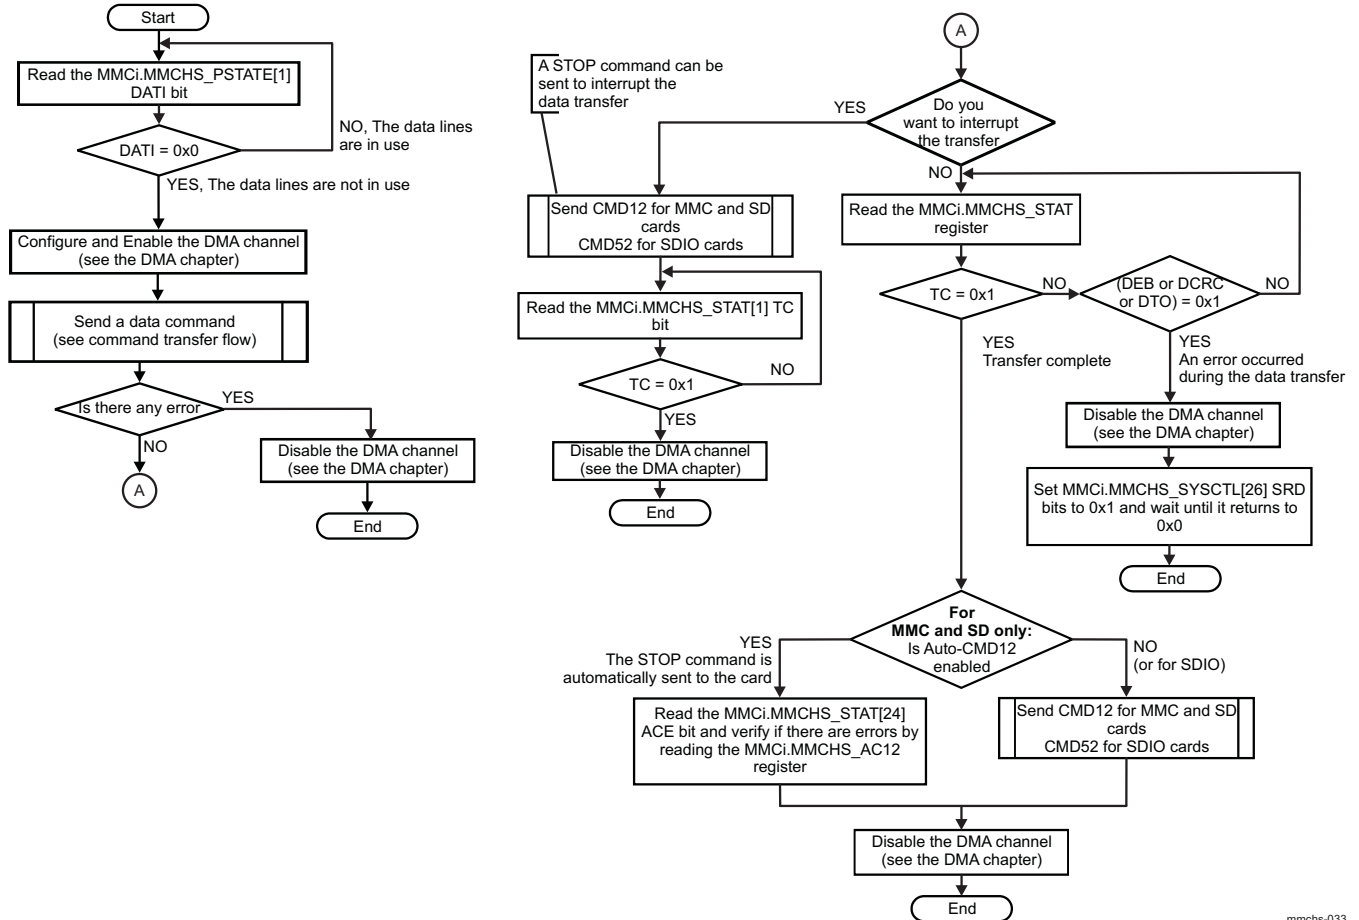 Start
Read the MMCi.MMCHS_PSTATE[1]
DATI bit
DATI = 0x0
NO, The data lines
are in use
YES, The data lines are not in use
Configure and Enable the DMA channel
(see the DMA chapter)
Send a data command
(see command transfer flow)
Is there any error
YES
NO
A
Disable the DMA channel
(see the DMA chapter)
End
A
Do you
want to interrupt
the transfer
YES
NO
A STOP command can be
sent to interrupt the
data transfer
Send CMD12 for MMC and SD
cards
CMD52 for SDIO cards
Read the MMCi.MMCHS_STAT[1] TC
bit
TC = 0x1
NO
YES
Disable the DMA channel
(see the DMA chapter)
End
Read the MMCi.MMCHS_STAT
register
TC = 0x1
NO
(DEB or DCRC
or DTO) = 0x1
NO
YES
Transfer complete
YES
An error occurred
during the data transfer
Disable the DMA channel
(see the DMA chapter)
Set MMCi.MMCHS_SYSCTL[26] SRD
bits to 0x1 and wait until it returns to
0x0
End
For
MMC and SD only:
Is Auto-CMD12
enabled
YES
The STOP command is
automatically sent to the card
NO
(or for SDIO)
Read the MMCi.MMCHS_STAT[24]
ACE bit and verify if there are errors by
reading the MMCi.MMCHS_AC12
register
Send CMD12 for MMC and SD
cards
CMD52 for SDIO cards
Disable the DMA channel
(see the DMA chapter)
End
mmchs-033